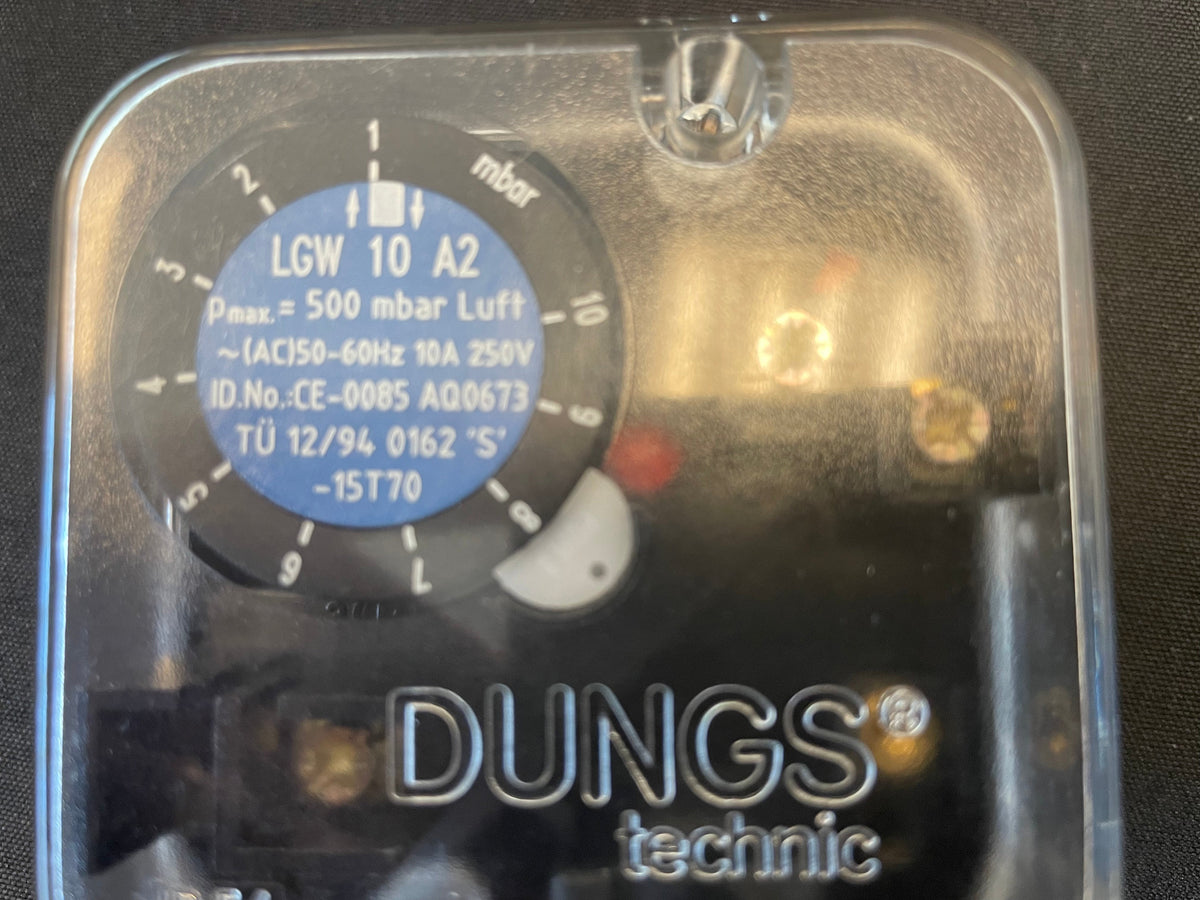 1
2
mbar
3
10
4
9
5
8
6
7
LGW 10 A2
Pmax.= 500 mbar Luft
~(AC)50-60Hz 10A 250V
ID.No.:CE-0085 AQ0673
TÜ 12/94 0162 'S'
-15T70
DUNGS®
technic